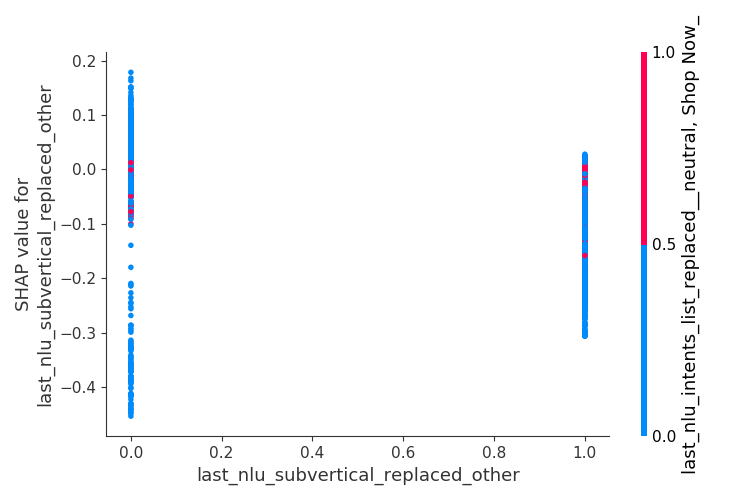 0.2
0.1
0.0
−0.1
−0.2
−0.3
−0.4
SHAP value for
last_nlu_subvertical_replaced_other
0.0 0.2 0.4 0.6 0.8 1.0
last_nlu_subvertical_replaced_other
1.0
0.5
0.0
last_nlu_intents_list_replaced__neutral, Shop Now_